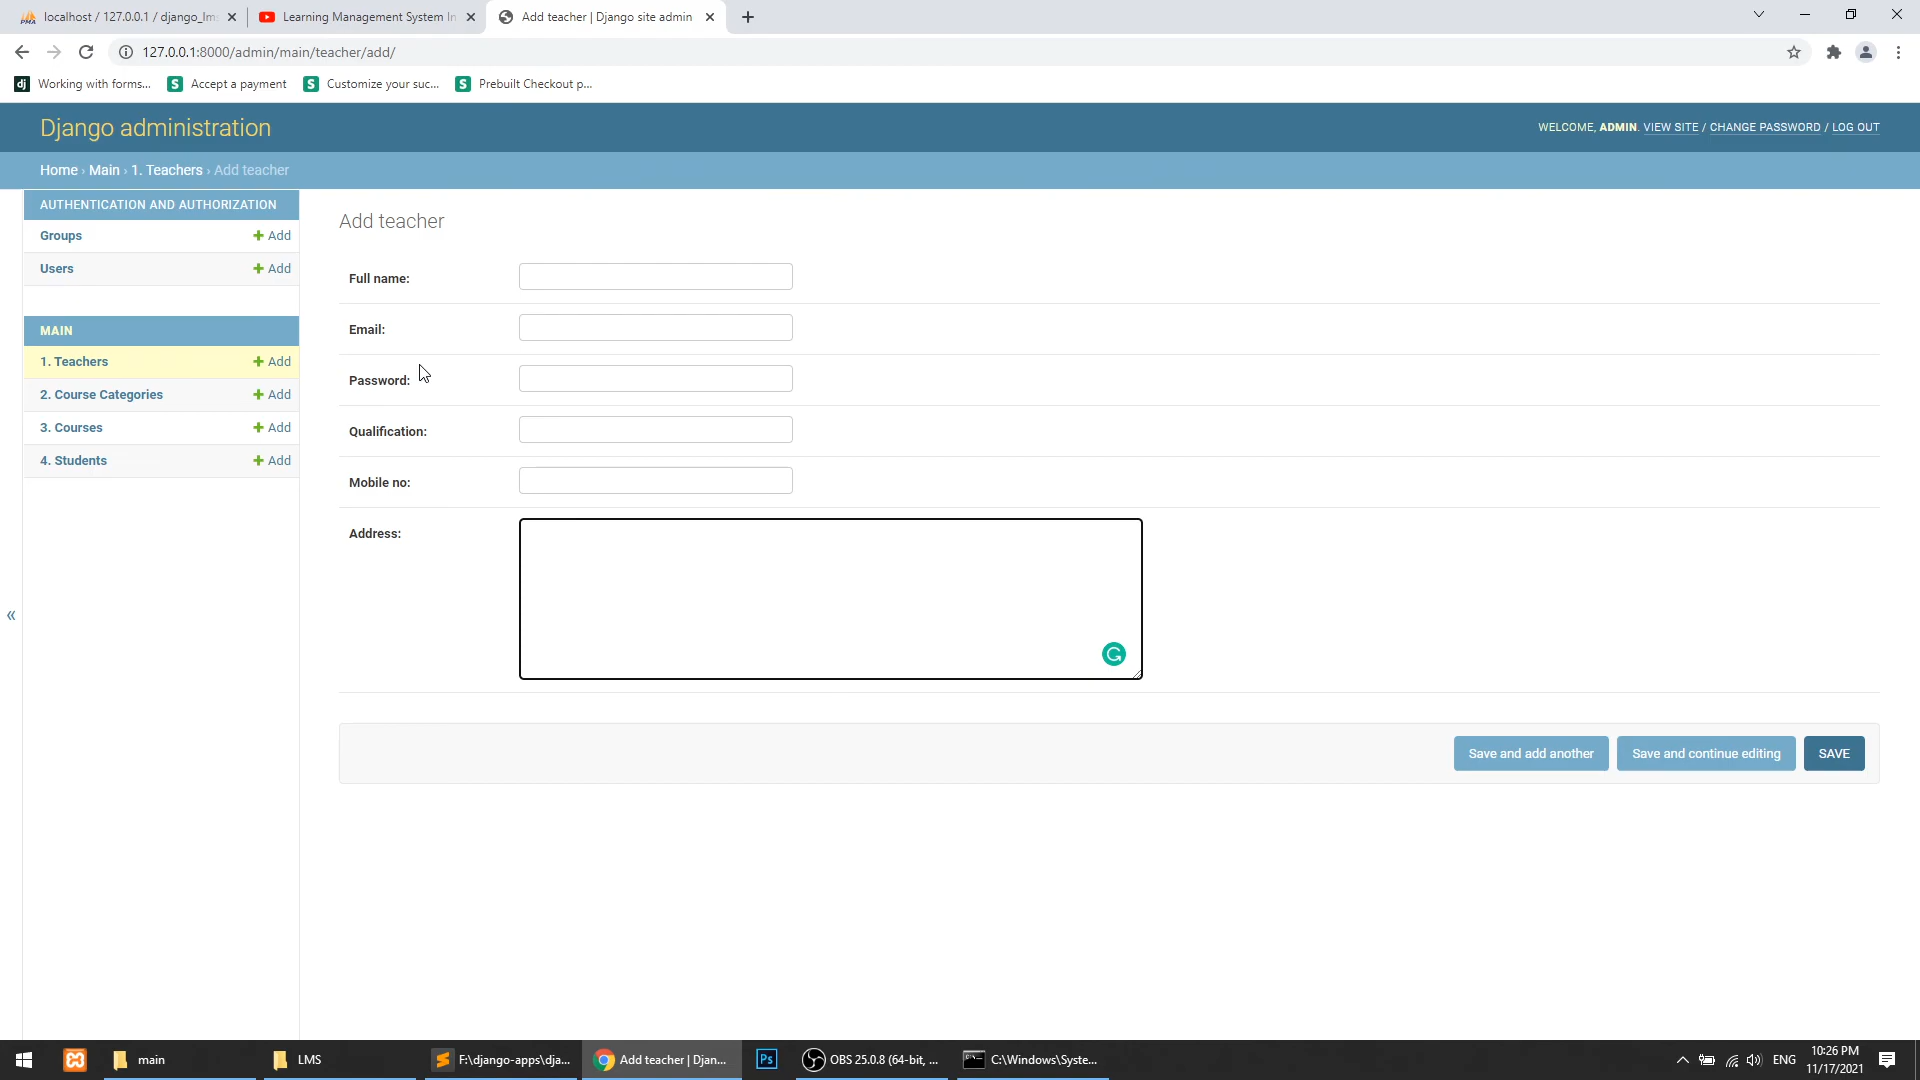 localhost / 127.0.0.1 / django_lms
Learning Management System In
Add teacher | Django site admin
127.0.0.1:8000/admin/main/teacher/add/
dj Working with forms...
S Accept a payment
S Customize your suc...
S Prebuilt Checkout p...
Django administration
WELCOME, ADMIN. VIEW SITE / CHANGE PASSWORD / LOG OUT
Home › Main › 1. Teachers › Add teacher
AUTHENTICATION AND AUTHORIZATION
Groups Add
Users Add
MAIN
1. Teachers Add
2. Course Categories Add
3. Courses Add
4. Students Add
«
Add teacher
Full name:
Email:
Password:
Qualification:
Mobile no:
Address:
Save and add another
Save and continue editing
SAVE
main
LMS
F:\django-apps\dja...
Add teacher | Djan...
Ps
OBS 25.0.8 (64-bit, ...
C:\Windows\Syste...
ENG
10:26 PM
11/17/2021